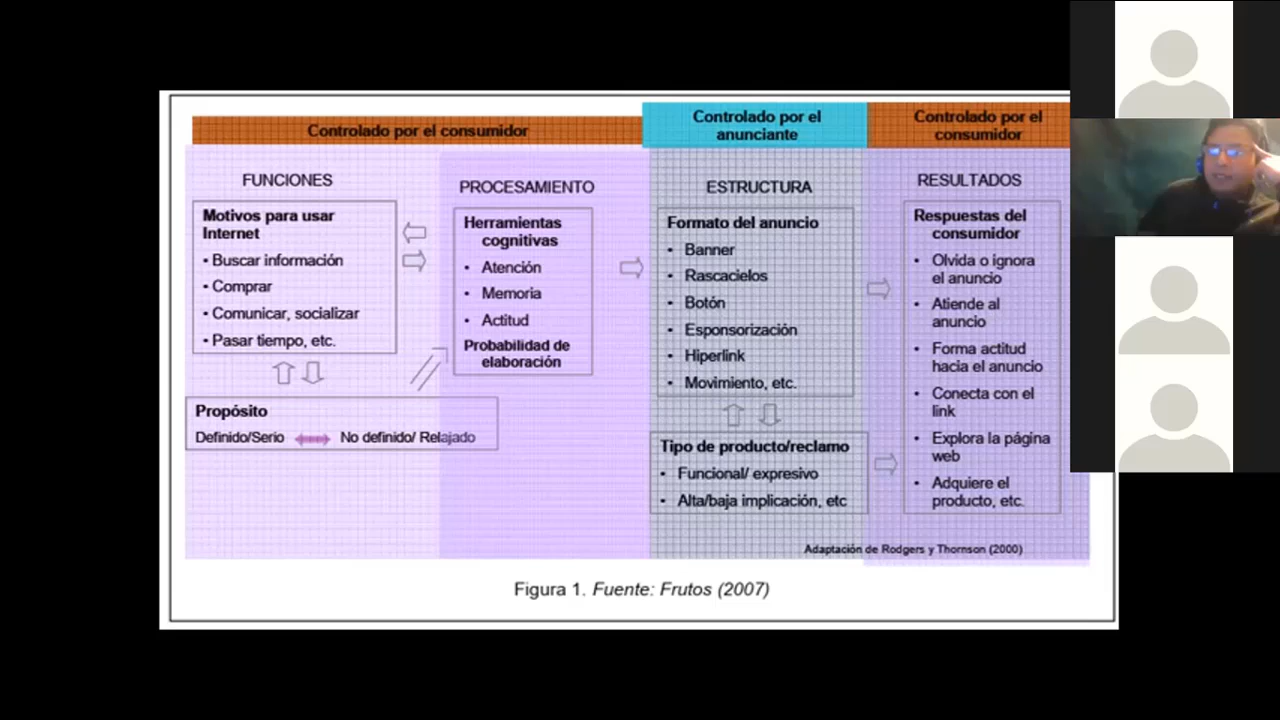 Controlado por el consumidor
Controlado por el
anunciante
Controlado por el
consumidor
FUNCIONES
Motivos para usar
Internet
• Buscar información
• Comprar
• Comunicar, socializar
• Pasar tiempo, etc.
Propósito
Definido/Serio
No definido/ Relajado
PROCESAMIENTO
Herramientas
cognitivas
• Atención
• Memoria
• Actitud
Probabilidad de
elaboración
ESTRUCTURA
Formato del anuncio
• Banner
• Rascacielos
• Botón
• Esponsorización
• Hiperlink
• Movimiento, etc.
Tipo de producto/reclamo
• Funcional/ expresivo
• Alta/baja implicación, etc
RESULTADOS
Respuestas del
consumidor
• Olvida o ignora
el anuncio
• Atiende al
anuncio
• Forma actitud
hacia el anuncio
• Conecta con el
link
• Explora la página
web
• Adquiere el
producto, etc.
Adaptación de Rodgers y Thornson (2000)
Figura 1. Fuente: Frutos (2007)